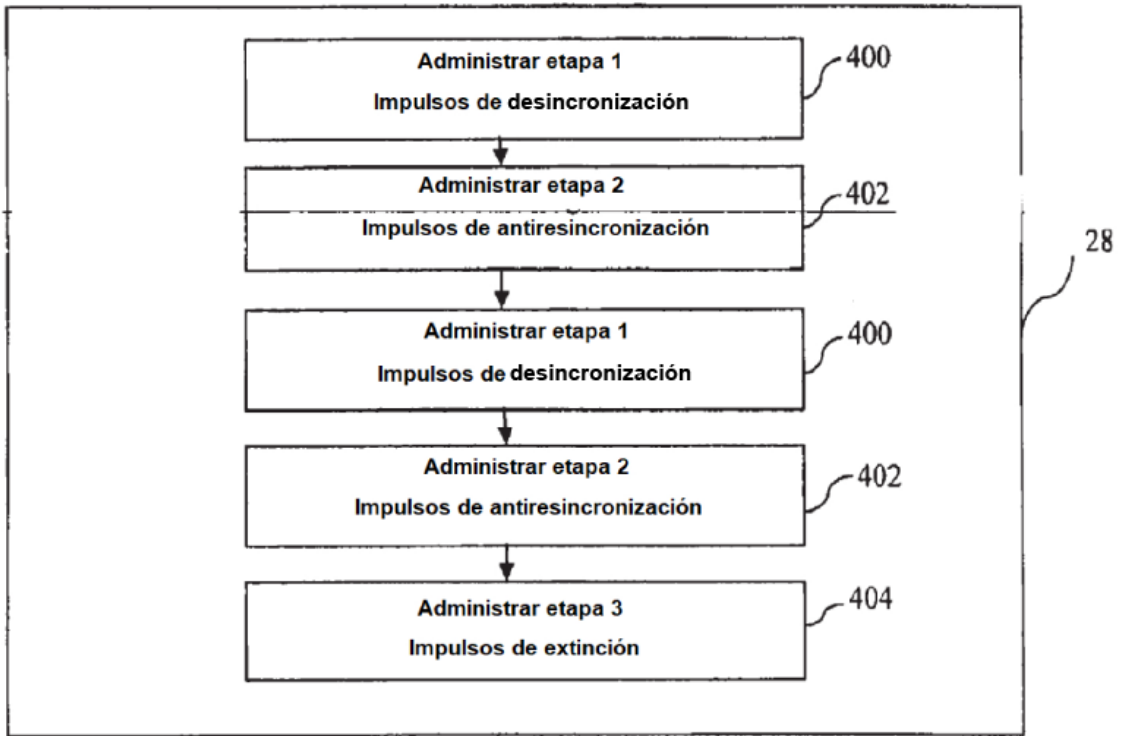 Administrar etapa 1
Impulsos de desincronización
400
Administrar etapa 2
Impulsos de antiresincronización
402
28
Administrar etapa 1
Impulsos de desincronización
400
Administrar etapa 2
Impulsos de antiresincronización
402
Administrar etapa 3
Impulsos de extinción
404